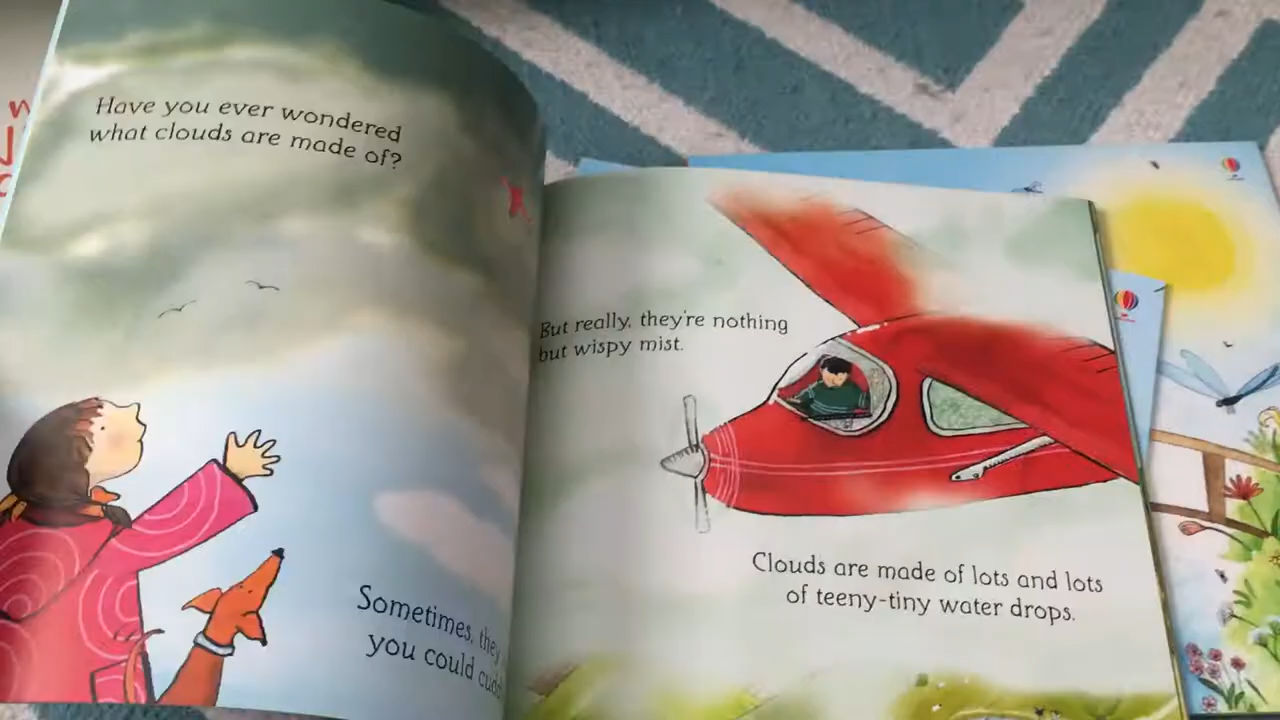 Have you ever wondered
what clouds are made of?
Sometimes, they
you could
But really, they're nothing
but wispy mist.
Clouds are made of lots and lots
of teeny-tiny water drops.